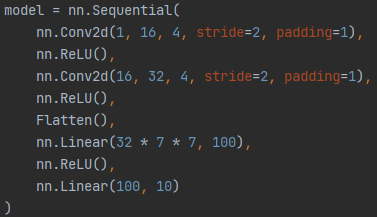 model = nn.Sequential(
    nn.Conv2d(1, 16, 4, stride=2, padding=1),
    nn.ReLU(),
    nn.Conv2d(16, 32, 4, stride=2, padding=1),
    nn.ReLU(),
    Flatten(),
    nn.Linear(32 * 7 * 7, 100),
    nn.ReLU(),
    nn.Linear(100, 10)
)